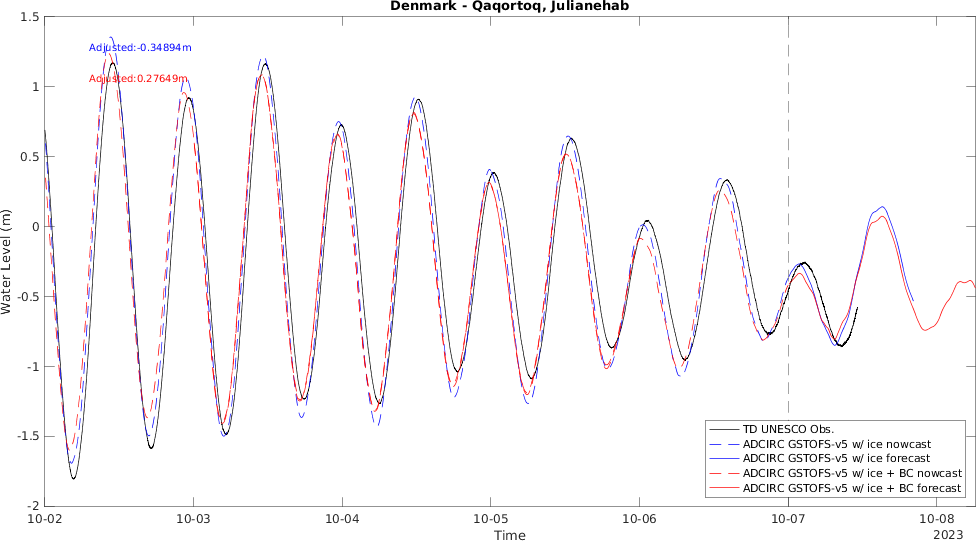 Denmark - Qaqortoq, Julianehab
1.5
1
0.5
0
-0.5
-1
-1.5
-2
Water Level (m)
Adjusted:-0.34894m
Adjusted:0.27649m
TD UNESCO Obs.
ADCIRC GSTOFS-v5 w/ ice nowcast
ADCIRC GSTOFS-v5 w/ ice forecast
ADCIRC GSTOFS-v5 w/ ice + BC nowcast
ADCIRC GSTOFS-v5 w/ ice + BC forecast
10-02 10-03 10-04 10-05 10-06 10-07 10-08
Time
2023